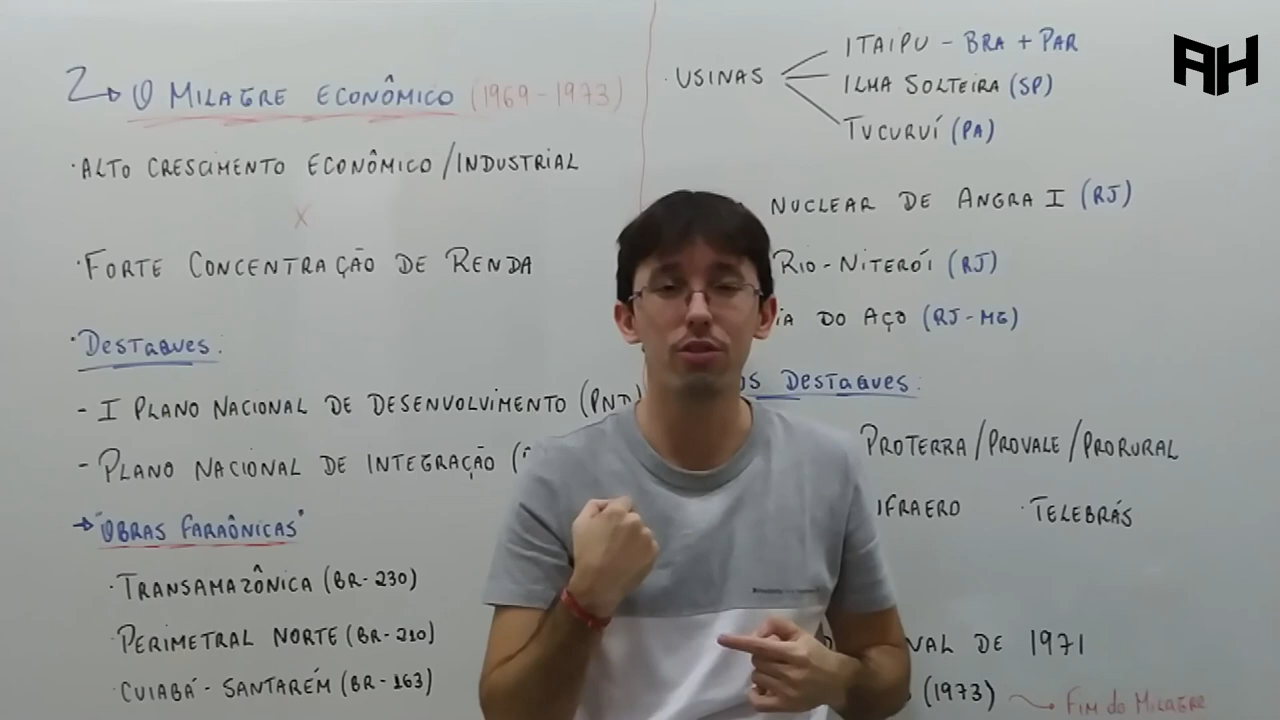 2 → O MILAGRE ECONÔMICO (1969-1973)
· ALTO CRESCIMENTO ECONÔMICO/INDUSTRIAL
X
· FORTE CONCENTRAÇÃO DE RENDA
· DESTAQUES:
- I PLANO NACIONAL DE DESENVOLVIMENTO (PND)
- PLANO NACIONAL DE INTEGRAÇÃO (
→ "OBRAS FARAÔNICAS"
· TRANSAMAZÔNICA (BR-230)
· PERIMETRAL NORTE (BR-210)
· CUIABÁ-SANTARÉM (BR-163)
· USINAS
ITAIPU - BRA + PAR
ILHA SOLTEIRA (SP)
TUCURUÍ (PA)
NUCLEAR DE ANGRA I (RJ)
RIO-NITERÓI (RJ)
DO AÇO (RJ-MG)
OS DESTAQUES:
PROTERRA/PROVALE/PRORURAL
FRAERO · TELEBRÁS
VAL DE 1971
(1973) → FIM DO MILAGRE
AH